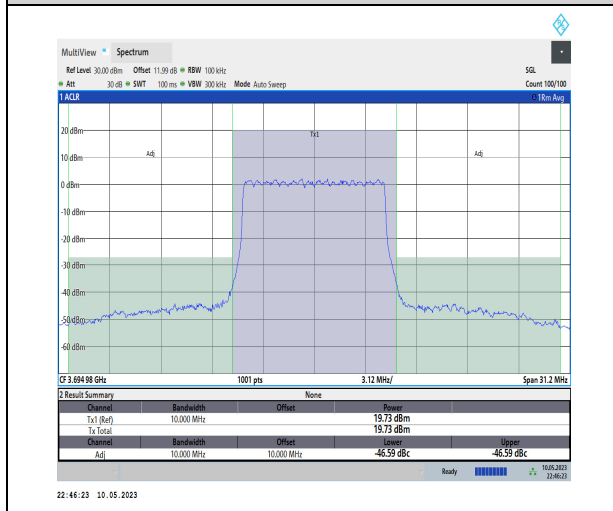 MultiView Spectrum
Ref Level 30.00 dBm Offset 11.99 dB RBW 100 kHz SGL
Att 30 dB SWT 100 ms VBW 300 kHz Mode Auto Sweep Count 100/100
1 ACLR 1Rm Avg
20 dBm
Tx1
10 dBm Adj Adj
0 dBm
-10 dBm
-20 dBm
-30 dBm
-40 dBm
-50 dBm
-60 dBm
CF 3.694 98 GHz 1001 pts 3.12 MHz/ Span 31.2 MHz
2 Result Summary None
Channel Bandwidth Offset Power
Tx1 (Ref) 10.000 MHz 19.73 dBm
Tx Total 19.73 dBm
Channel Bandwidth Offset Lower Upper
Adj 10.000 MHz 10.000 MHz -46.59 dBc -46.59 dBc
Ready 10.05.2023
22:46:23
22:46:23 10.05.2023